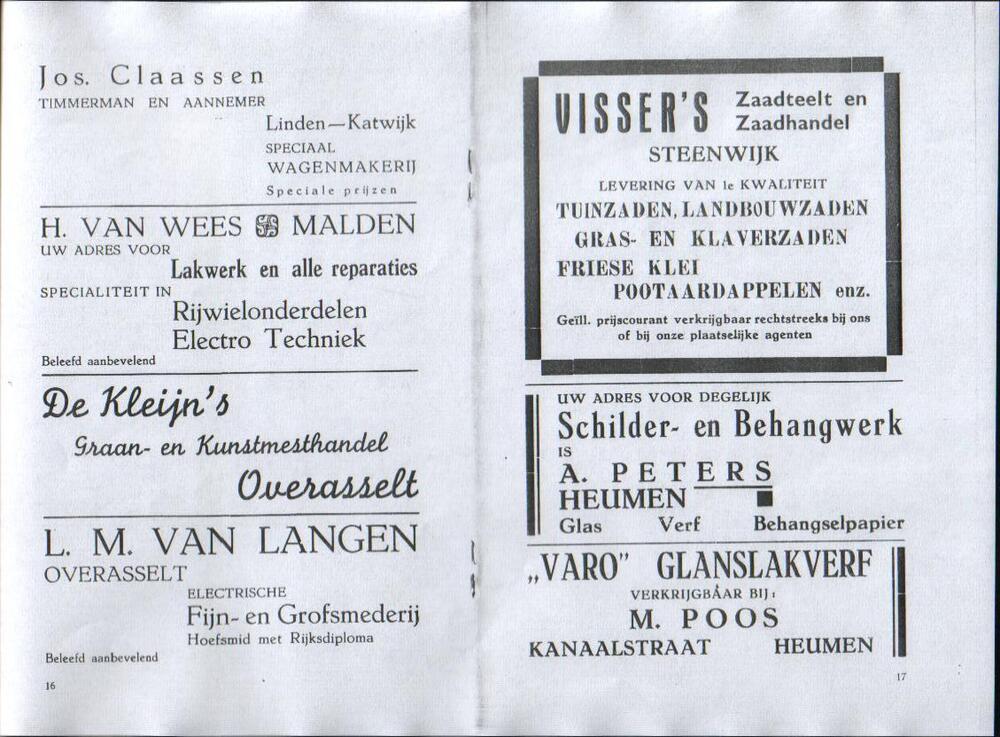 Jos. Claassen
TIMMERMAN EN AANNEMER
Linden—Katwijk
SPECIAAL
WAGENMAKERIJ
Speciale prijzen
H. VAN WEES MALDEN
UW ADRES VOOR
Lakwerk en alle reparaties
SPECIALITEIT IN
Rijwielonderdelen
Electro Techniek
Beleefd aanbevelend
De Kleijn's
Graan- en Kunstmesthandel
Overasselt
L. M. VAN LANGEN
OVERASSELT
ELECTRISCHE
Fijn- en Grofsmederij
Hoefsmid met Rijksdiploma
Beleefd aanbevelend
16
VISSER'S Zaadteelt en
Zaadhandel
STEENWIJK
LEVERING VAN 1e KWALITEIT
TUINZADEN, LANDBOUWZADEN
GRAS- EN KLAVERZADEN
FRIESE KLEI
POOTAARDAPPELEN enz.
Geïll. prijscourant verkrijgbaar rechtstreeks bij ons
of bij onze plaatselijke agenten
UW ADRES VOOR DEGELIJK
Schilder- en Behangwerk
IS
A. PETERS
HEUMEN
Glas Verf Behangselpapier
„VARO” GLANSLAKVERF
VERKRIJGBAAR BIJ:
M. POOS
KANAALSTRAAT HEUMEN
17